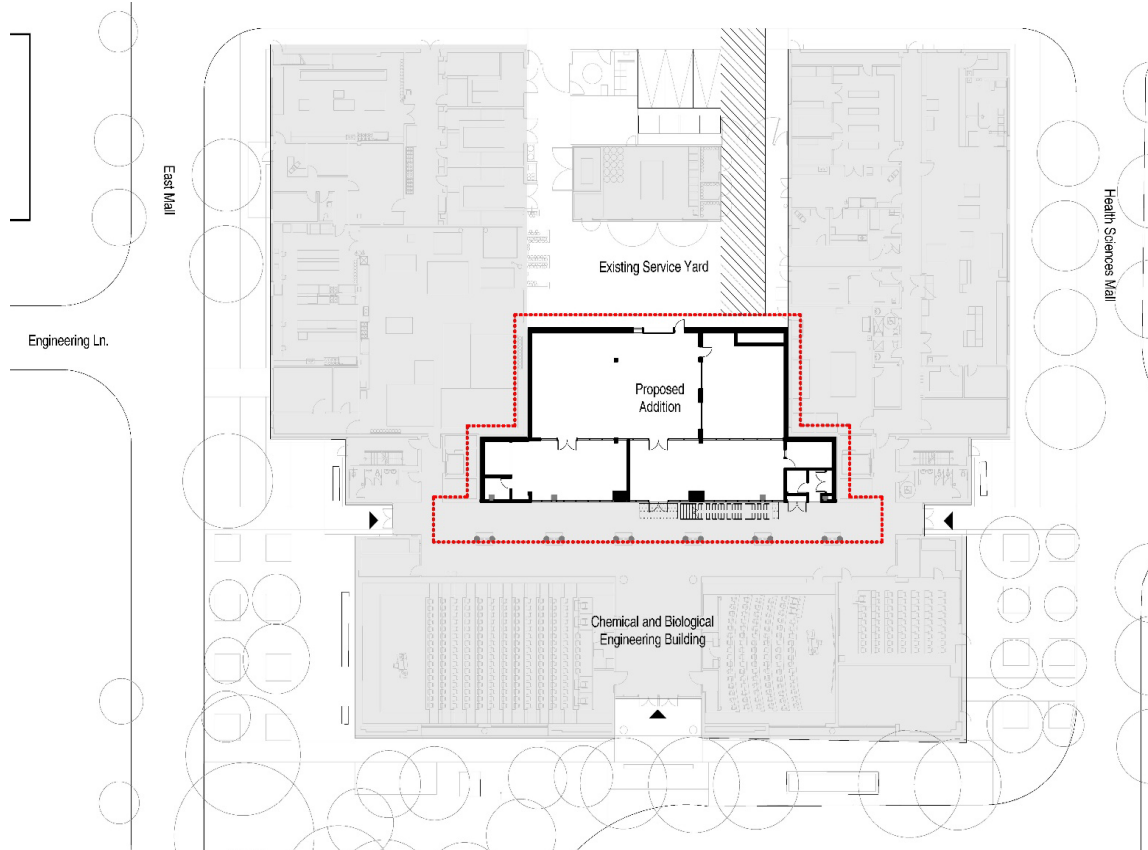 East Mall
Health Sciences Mall
Existing Service Yard
Engineering Ln.
Proposed
Addition
Chemical and Biological
Engineering Building